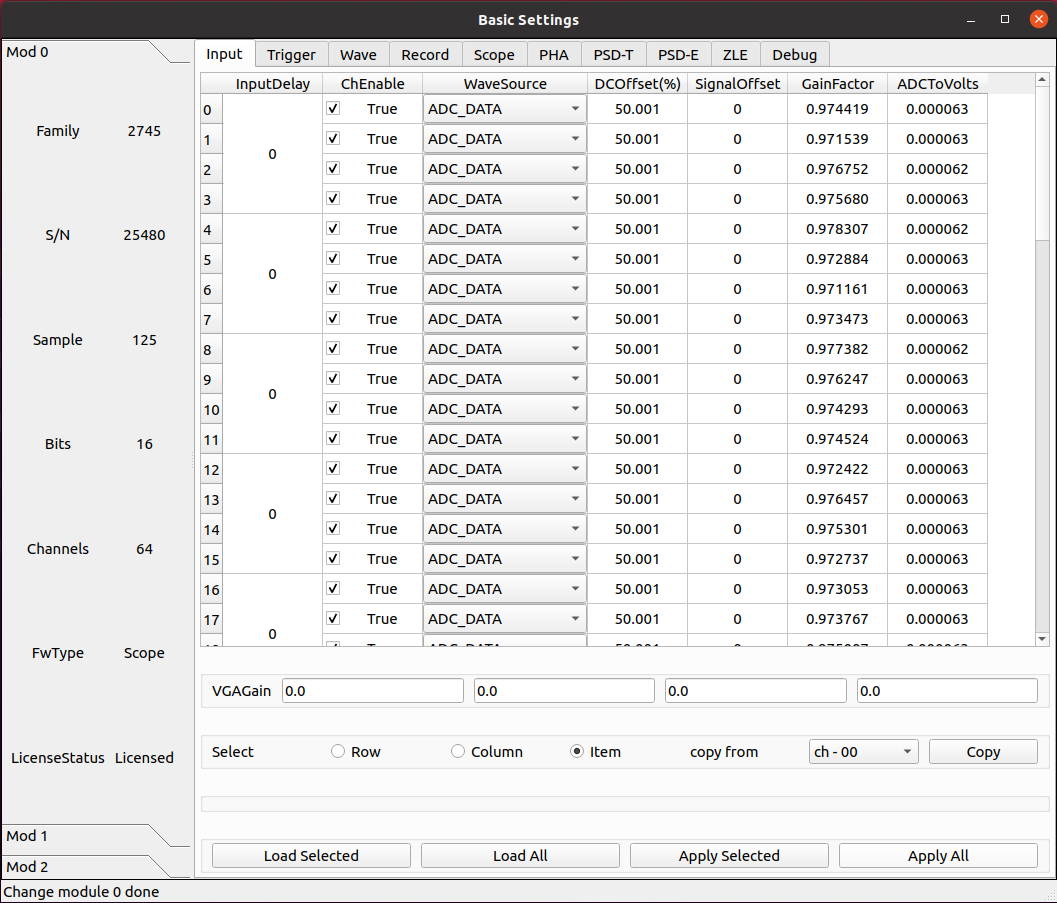 Basic Settings
Mod 0
Family 2745
S/N 25480
Sample 125
Bits 16
Channels 64
FwType Scope
LicenseStatus Licensed
Mod 1
Mod 2
Input Trigger Wave Record Scope PHA PSD-T PSD-E ZLE Debug
InputDelay ChEnable WaveSource DCOffset(%) SignalOffset GainFactor ADCToVolts
0 True ADC_DATA 50.001 0 0.974419 0.000063
1 True ADC_DATA 50.001 0 0.971539 0.000063
0
2 True ADC_DATA 50.001 0 0.976752 0.000062
3 True ADC_DATA 50.001 0 0.975680 0.000063
4 True ADC_DATA 50.001 0 0.978307 0.000062
5 True ADC_DATA 50.001 0 0.972884 0.000063
0
6 True ADC_DATA 50.001 0 0.971161 0.000063
7 True ADC_DATA 50.001 0 0.973473 0.000063
8 True ADC_DATA 50.001 0 0.977382 0.000062
9 True ADC_DATA 50.001 0 0.976247 0.000063
0
10 True ADC_DATA 50.001 0 0.974293 0.000063
11 True ADC_DATA 50.001 0 0.974524 0.000063
12 True ADC_DATA 50.001 0 0.972422 0.000063
13 True ADC_DATA 50.001 0 0.976457 0.000063
0
14 True ADC_DATA 50.001 0 0.975301 0.000063
15 True ADC_DATA 50.001 0 0.972737 0.000063
16 True ADC_DATA 50.001 0 0.973053 0.000063
17 True ADC_DATA 50.001 0 0.973767 0.000063
0
VGAGain 0.0 0.0 0.0 0.0
Select Row Column Item copy from ch - 00 Copy
Load Selected Load All Apply Selected Apply All
Change module 0 done